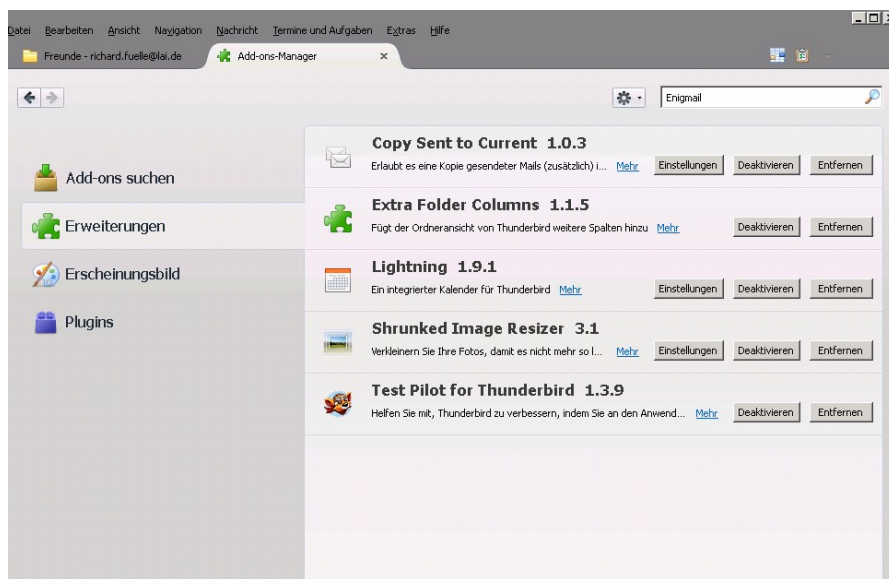 Datei Bearbeiten Ansicht Navigation Nachricht Termine und Aufgaben Extras Hilfe
Freunde - richard.fuelle@lai.de Add-ons-Manager x
Enigmail
Add-ons suchen
Erweiterungen
Erscheinungsbild
Plugins
Copy Sent to Current 1.0.3
Erlaubt es eine Kopie gesendeter Mails (zusätzlich) i... Mehr Einstellungen Deaktivieren Entfernen
Extra Folder Columns 1.1.5
Fügt der Ordneransicht von Thunderbird weitere Spalten hinzu Mehr Deaktivieren Entfernen
Lightning 1.9.1
Ein integrierter Kalender für Thunderbird Mehr Einstellungen Deaktivieren Entfernen
Shrunked Image Resizer 3.1
Verkleinern Sie Ihre Fotos, damit es nicht mehr so l... Mehr Einstellungen Deaktivieren Entfernen
Test Pilot for Thunderbird 1.3.9
Helfen Sie mit, Thunderbird zu verbessern, indem Sie an den Anwend... Mehr Deaktivieren Entfernen